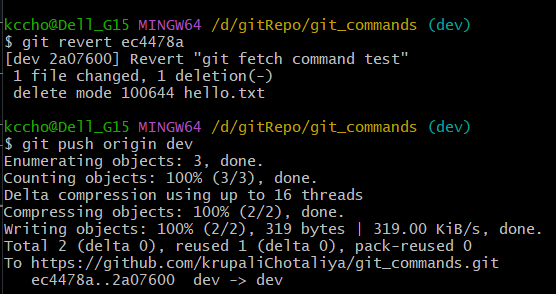 kccho@Dell_G15 MINGW64 /d/gitRepo/git_commands (dev)
$ git revert ec4478a
[dev 2a07600] Revert "git fetch command test"
 1 file changed, 1 deletion(-)
 delete mode 100644 hello.txt
kccho@Dell_G15 MINGW64 /d/gitRepo/git_commands (dev)
$ git push origin dev
Enumerating objects: 3, done.
Counting objects: 100% (3/3), done.
Delta compression using up to 16 threads
Compressing objects: 100% (2/2), done.
Writing objects: 100% (2/2), 319 bytes | 319.00 KiB/s, done.
Total 2 (delta 0), reused 1 (delta 0), pack-reused 0
To https://github.com/krupaliChotaliya/git_commands.git
   ec4478a..2a07600  dev -> dev